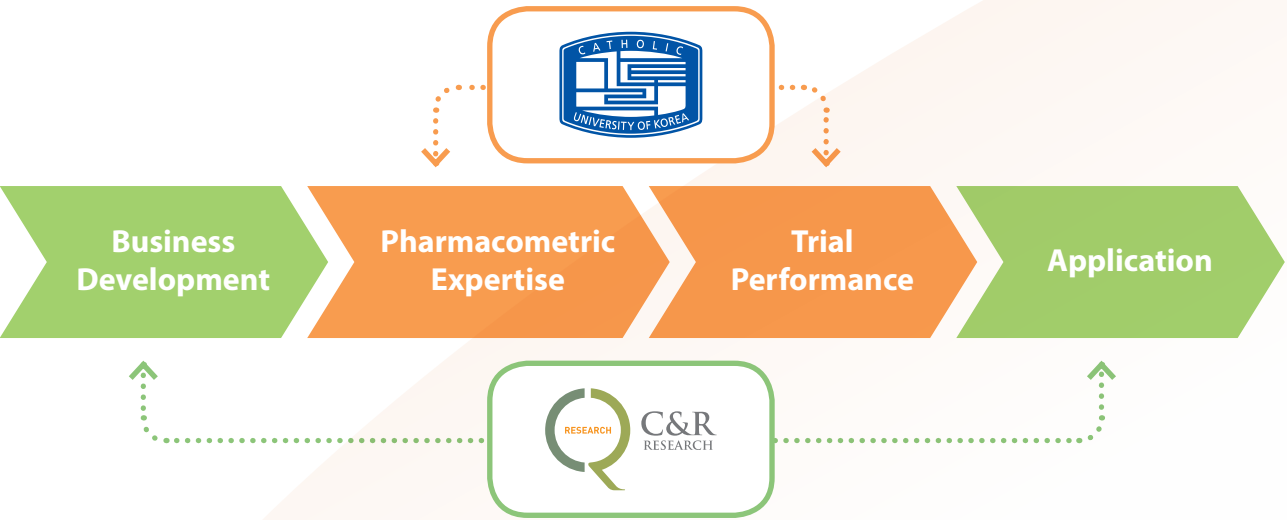 CATHOLIC
UNIVERSITY OF KOREA
Business
Development
Pharmacometric
Expertise
Trial
Performance
Application
RESEARCH
C&R
RESEARCH